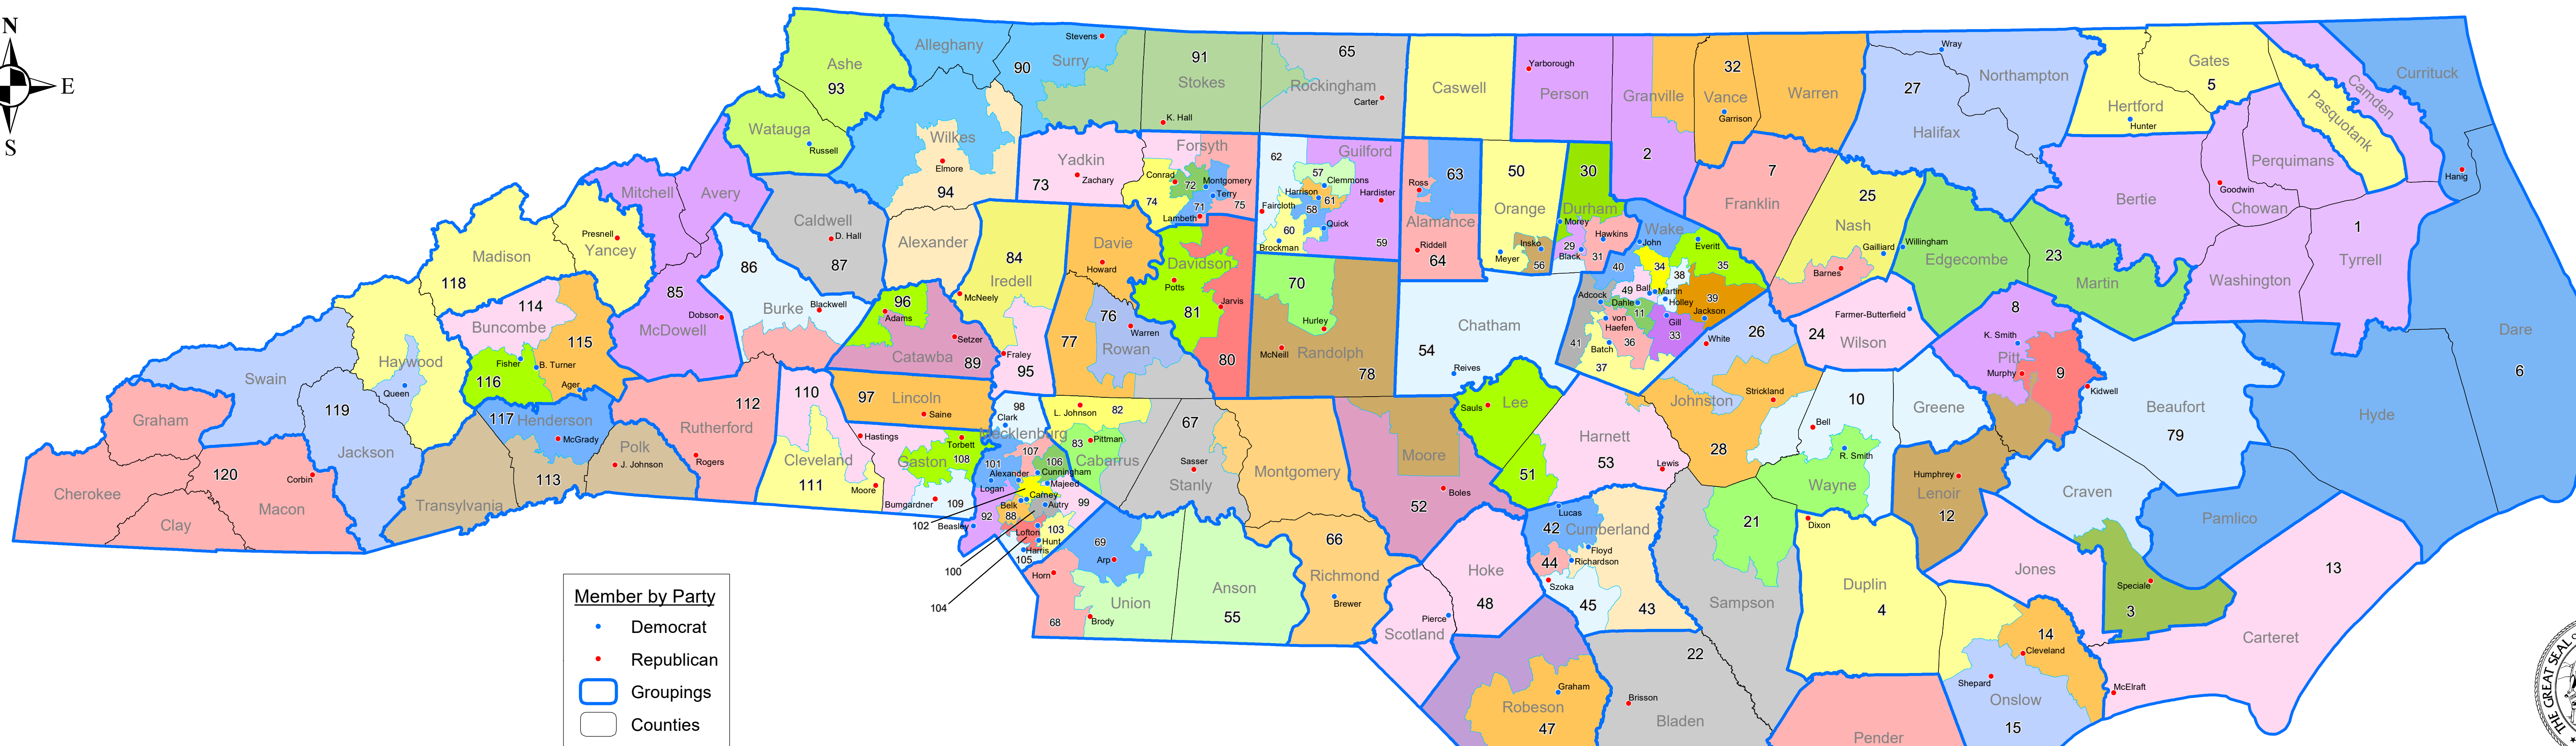 N
E
S
Ashe
93
Watauga
Russell
Alleghany
90
Surry
Stevens
91
Stokes
K. Hall
65
Rockingham
Carter
Caswell
Yarborough
Person
Granville
2
32
Vance
Garrison
Warren
27
Wray
Northampton
Halifax
Gates
5
Hertford
Hunter
Camden
Pasquotank
Currituck
Hanig
Perquimans
Goodwin
Chowan
Bertie
1
Washington
Tyrrell
Dare
6
Hyde
Wilkes
Elmore
94
Yadkin
Zachary
73
Forsyth
Conrad
72
Montgomery
Terry
74
71
75
Lambeth
62
Guilford
57
Clemmons
Harrison
61
Hardister
Faircloth
58
60
Quick
Brockman
59
Ross
63
Alamance
Riddell
64
50
Orange
Meyer
Insko
56
30
Durham
Morey
29
Black
Hawkins
31
Wake
John
Everitt
40
34
38
35
49
Ball
Martin
Holley
39
Jackson
Adcock
Dahle
11
von
Haefen
Gill
33
41
Batch
36
37
7
Franklin
25
Nash
Gailliard
Barnes
Willingham
Edgecombe
23
Martin
Mitchell
Avery
Caldwell
D. Hall
87
Alexander
84
Iredell
McNeely
Davie
Howard
77
76
Warren
Rowan
Davidson
Potts
81
Jarvis
80
70
Hurley
McNeill
Randolph
78
Chatham
54
Reives
Presnell
Yancey
Madison
118
85
McDowell
Dobson
86
Burke
Blackwell
96
Adams
Setzer
Catawba
89
Fraley
95
114
Buncombe
115
Fisher
B. Turner
116
Ager
Haywood
Queen
Swain
119
Jackson
Graham
120
Corbin
Cherokee
Clay
Macon
117
Henderson
McGrady
113
Transylvania
Polk
J. Johnson
112
Rutherford
Rogers
110
Cleveland
111
Moore
97
Lincoln
Saine
Hastings
Torbett
Gaston
108
Bumgardner
109
98
Clark
Mecklenburg
107
101
106
Alexander
Cunningham
Logan
Majeed
Carney
99
Belk
Autry
88
92
Beasley
102
103
Lofton
Hunt
Harris
105
100
104
L. Johnson
82
83
Pittman
Cabarrus
67
Sasser
Stanly
Montgomery
69
Arp
Horn
Union
68
Brody
Anson
55
66
Richmond
Brewer
Moore
52
Boles
Sauls
Lee
51
Harnett
53
Lewis
26
White
Johnston
Strickland
28
24
Wilson
Farmer-Butterfield
10
Bell
Greene
R. Smith
Wayne
8
K. Smith
Pitt
Murphy
9
Kidwell
Beaufort
79
Craven
Pamlico
Humphrey
Lenoir
12
Lucas
42
Cumberland
Floyd
44
Richardson
Szoka
45
43
Hoke
48
Pierce
Scotland
21
Sampson
Dixon
Duplin
4
Jones
Speciale
3
13
Carteret
14
Cleveland
Shepard
McElraft
Onslow
15
Pender
22
Brisson
Bladen
Graham
Robeson
47
Member by Party
Democrat
Republican
Groupings
Counties
THE GREAT SEAL